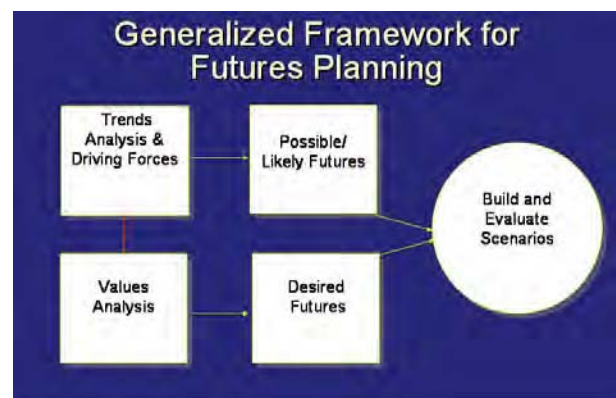 Generalized Framework for
Futures Planning
Trends
Analysis &
Driving Forces
Possible/
Likely Futures
Build and
Evaluate
Scenarios
Values
Analysis
Desired
Futures